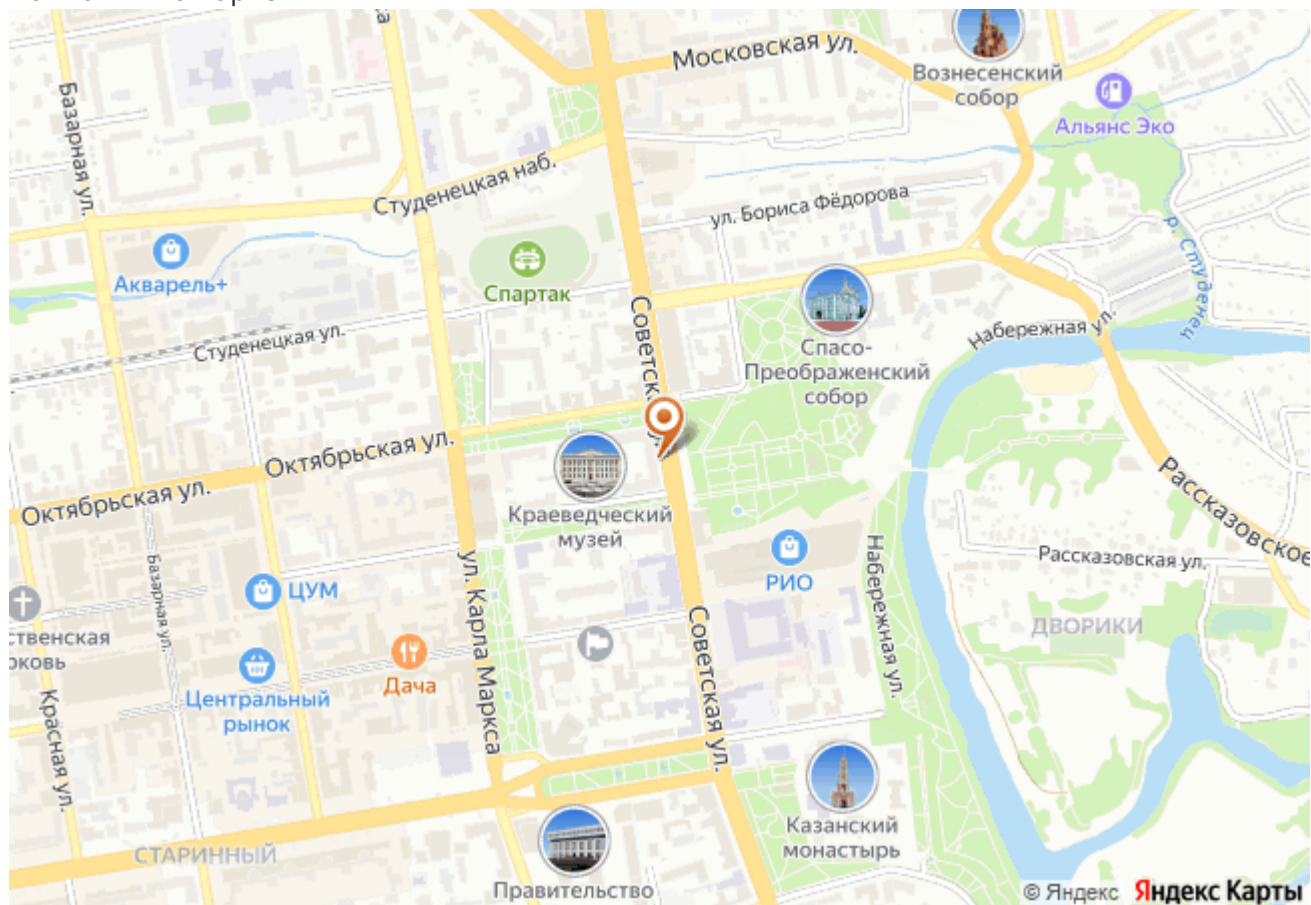 Московская ул.
Вознесенский
собор
Альянс Эко
Базарная ул.
Студенецкая наб.
ул. Бориса Фёдорова
р. Студенец
Акварель+
Спартак
Советская ул.
Спасо-
Преображенский
собор
Набережная ул.
Студенецкая ул.
Октябрьская ул.
Октябрьская ул.
Краеведческий
музей
Рассказовское
Рассказовская ул.
РИО
Набережная ул.
Базарная ул.
ЦУМ
ул. Карла Маркса
Советская ул.
ДВОРИКИ
ственская
рковь
Дача
Центральный
рынок
Красная ул.
Казанский
монастырь
СТАРИННЫЙ
Правительство
© Яндекс Яндекс Карты